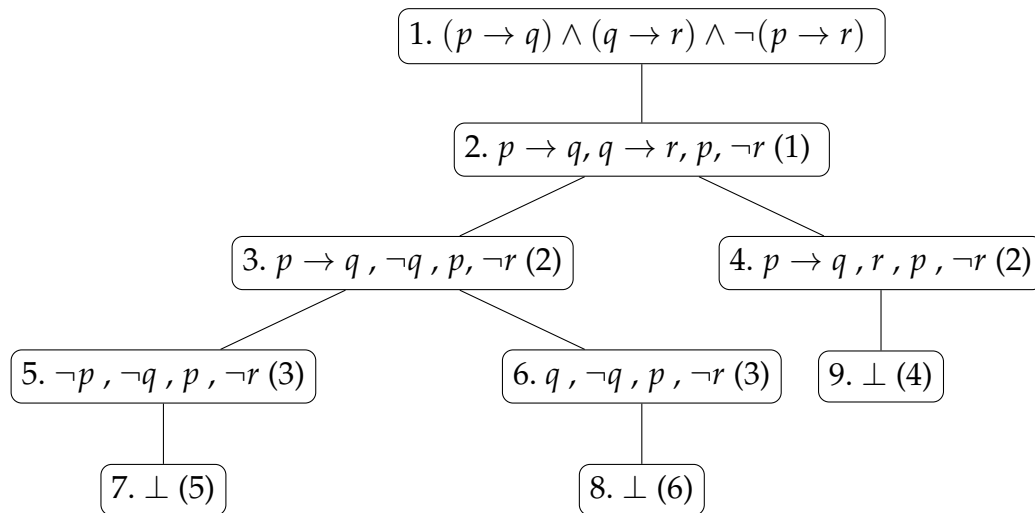 1. (p → q) ∧ (q → r) ∧ ¬(p → r)
2. p → q, q → r, p, ¬r (1)
3. p → q , ¬q , p, ¬r (2)
4. p → q , r , p , ¬r (2)
5. ¬p , ¬q , p , ¬r (3)
6. q , ¬q , p , ¬r (3)
9. ⊥ (4)
7. ⊥ (5)
8. ⊥ (6)